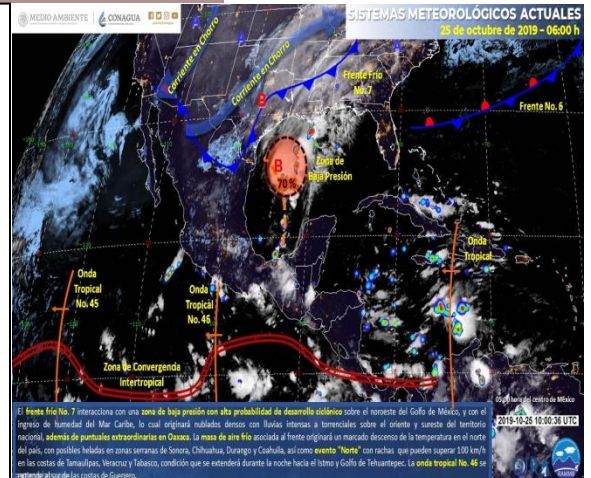 MEDIO AMBIENTE
CONAGUA
SISTEMAS METEOROLÓGICOS ACTUALES
25 de octubre de 2019 – 06:00 h
A
A
A
Corriente en Chorro
Corriente en Chorro
Frente Frío
No. 7
B
Frente No. 6
Zona de
Baja Presión
B
70 %
Onda
Tropical
Onda
Tropical
No. 45
Onda
Tropical
No. 46
Zona de Convergencia
Intertropical
05:00 hora del centro de México
2019-10-25 10:00:36 UTC
El frente frío No. 7 interacciona con una zona de baja presión con alta probabilidad de desarrollo ciclónico sobre el noroeste del Golfo de México, y con el
ingreso de humedad del Mar Caribe, lo cual originará nublados densos con lluvias intensas a torrenciales sobre el oriente y sureste del territorio
nacional, además de puntuales extraordinarias en Oaxaca. La masa de aire frío asociada al frente originará un marcado descenso de la temperatura en el norte
del país, con posibles heladas en zonas serranas de Sonora, Chihuahua, Durango y Coahuila, así como evento "Norte" con rachas que pueden superar 100 km/h
en las costas de Tamaulipas, Veracruz y Tabasco, condición que se extenderá durante la noche hacia el Istmo y Golfo de Tehuantepec. La onda tropical No. 46 se
extiende al sur de las costas de Guerrero.
RAMMB